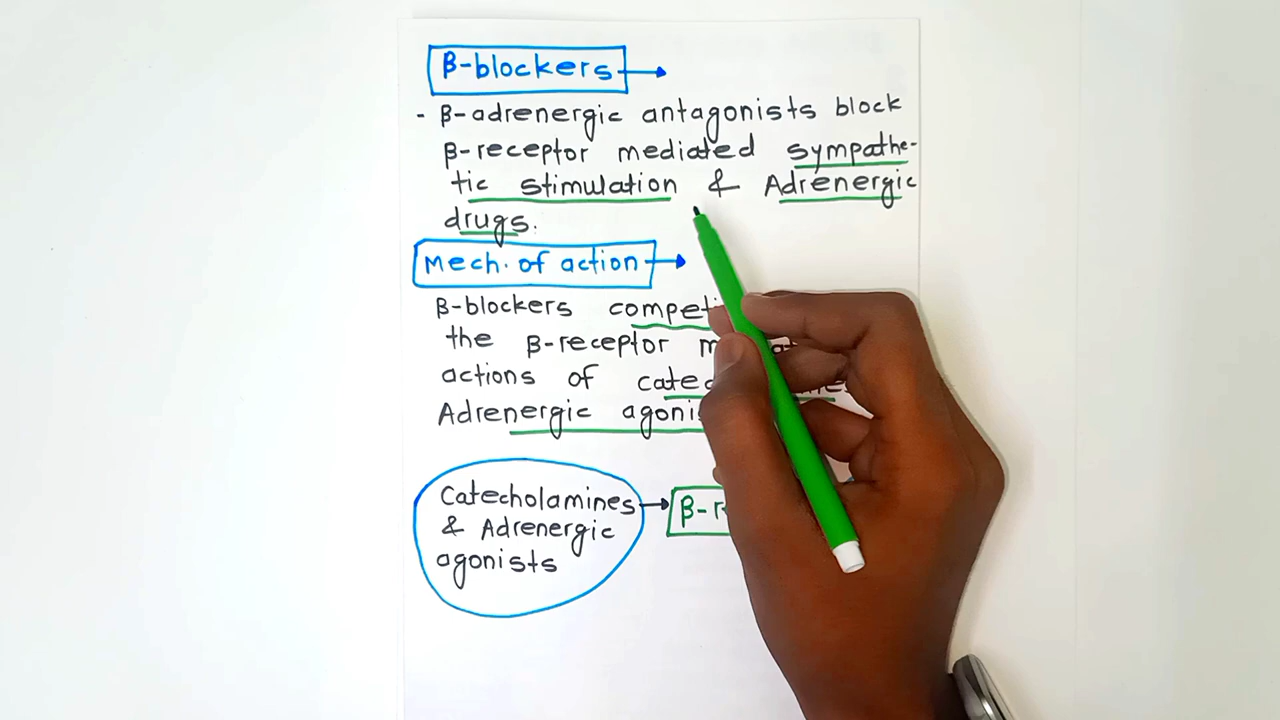 β-blockers
- β-adrenergic antagonists block
β-receptor mediated sympathe-
tic stimulation & Adrenergic
drugs.
Mech. of action
β-blockers
the β-receptor
actions of
Adrenergic
Catecholamines
& Adrenergic
agonists